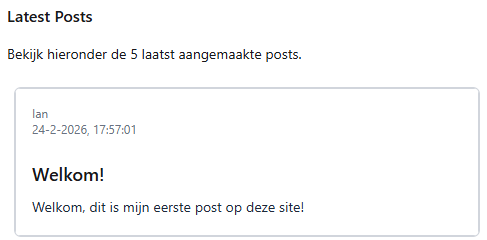 Latest Posts
Bekijk hieronder de 5 laatst aangemaakte posts.
Ian
24-2-2026, 17:57:01
Welkom!
Welkom, dit is mijn eerste post op deze site!